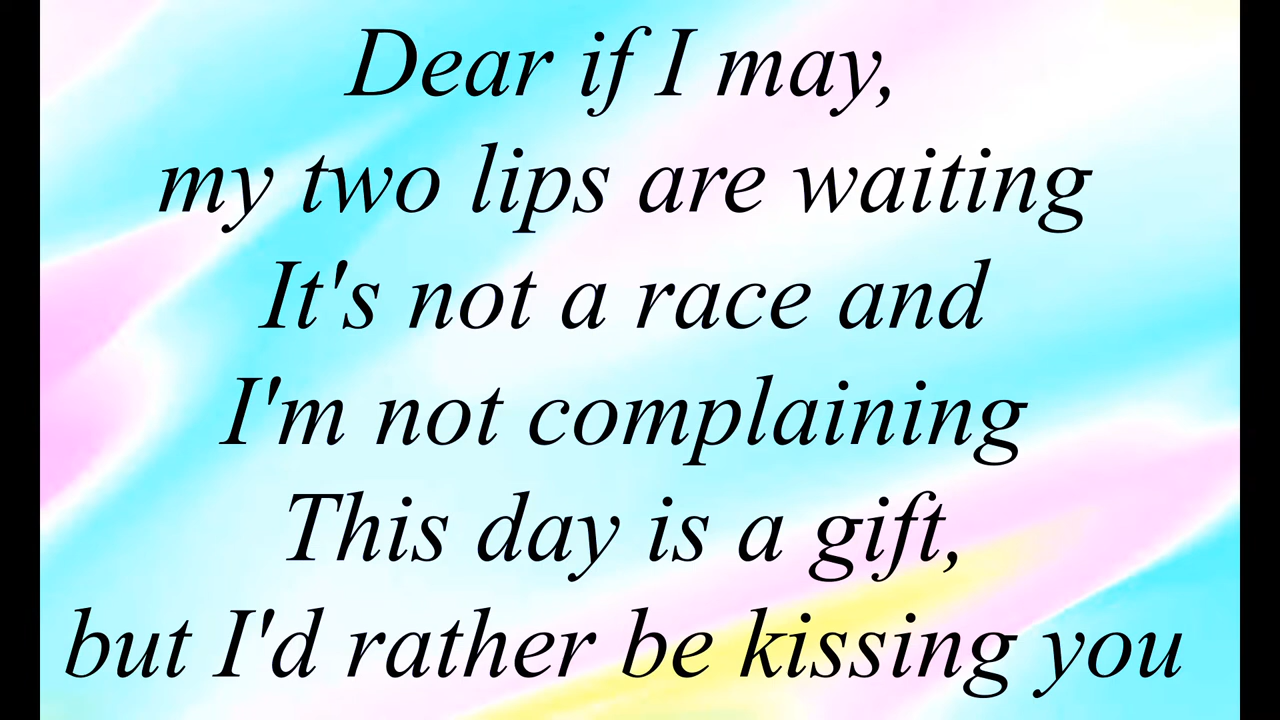 Dear if I may,
my two lips are waiting
It's not a race and
I'm not complaining
This day is a gift,
but I'd rather be kissing you